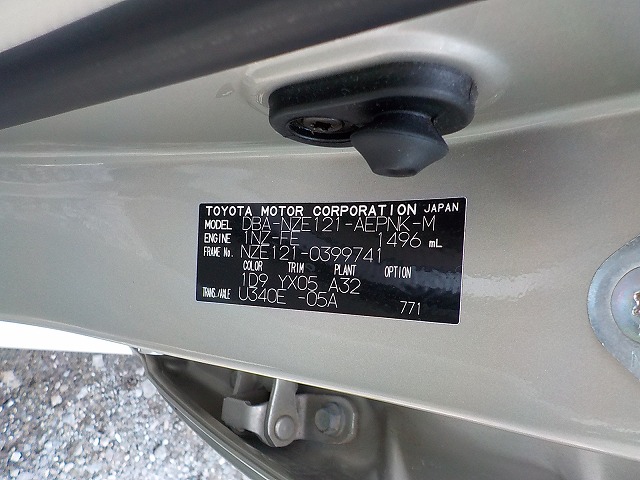 TOYOTA MOTOR CORPORATION JAPAN
MODEL DBA-NZE121-AEPNK-M
ENGINE 1NZ-FE 1496 mL
FRAME No. NZE121-0399741
COLOR TRIM PLANT OPTION
1D9 YX05 A32
TRANS./AXLE U340E -05A
771